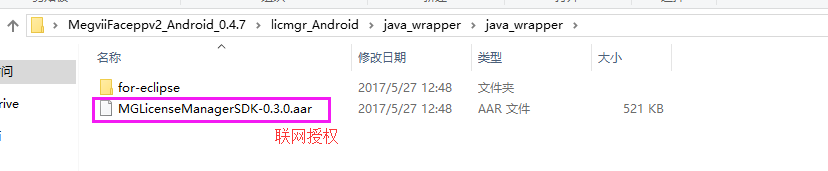 MegviiFaceppv2_Android_0.4.7 > licmgr_Android > java_wrapper > java_wrapper >
名称 修改日期 类型 大小
for-eclipse 2017/5/27 12:48 文件夹
MGLicenseManagerSDK-0.3.0.aar 2017/5/27 12:48 AAR 文件 521 KB
联网授权